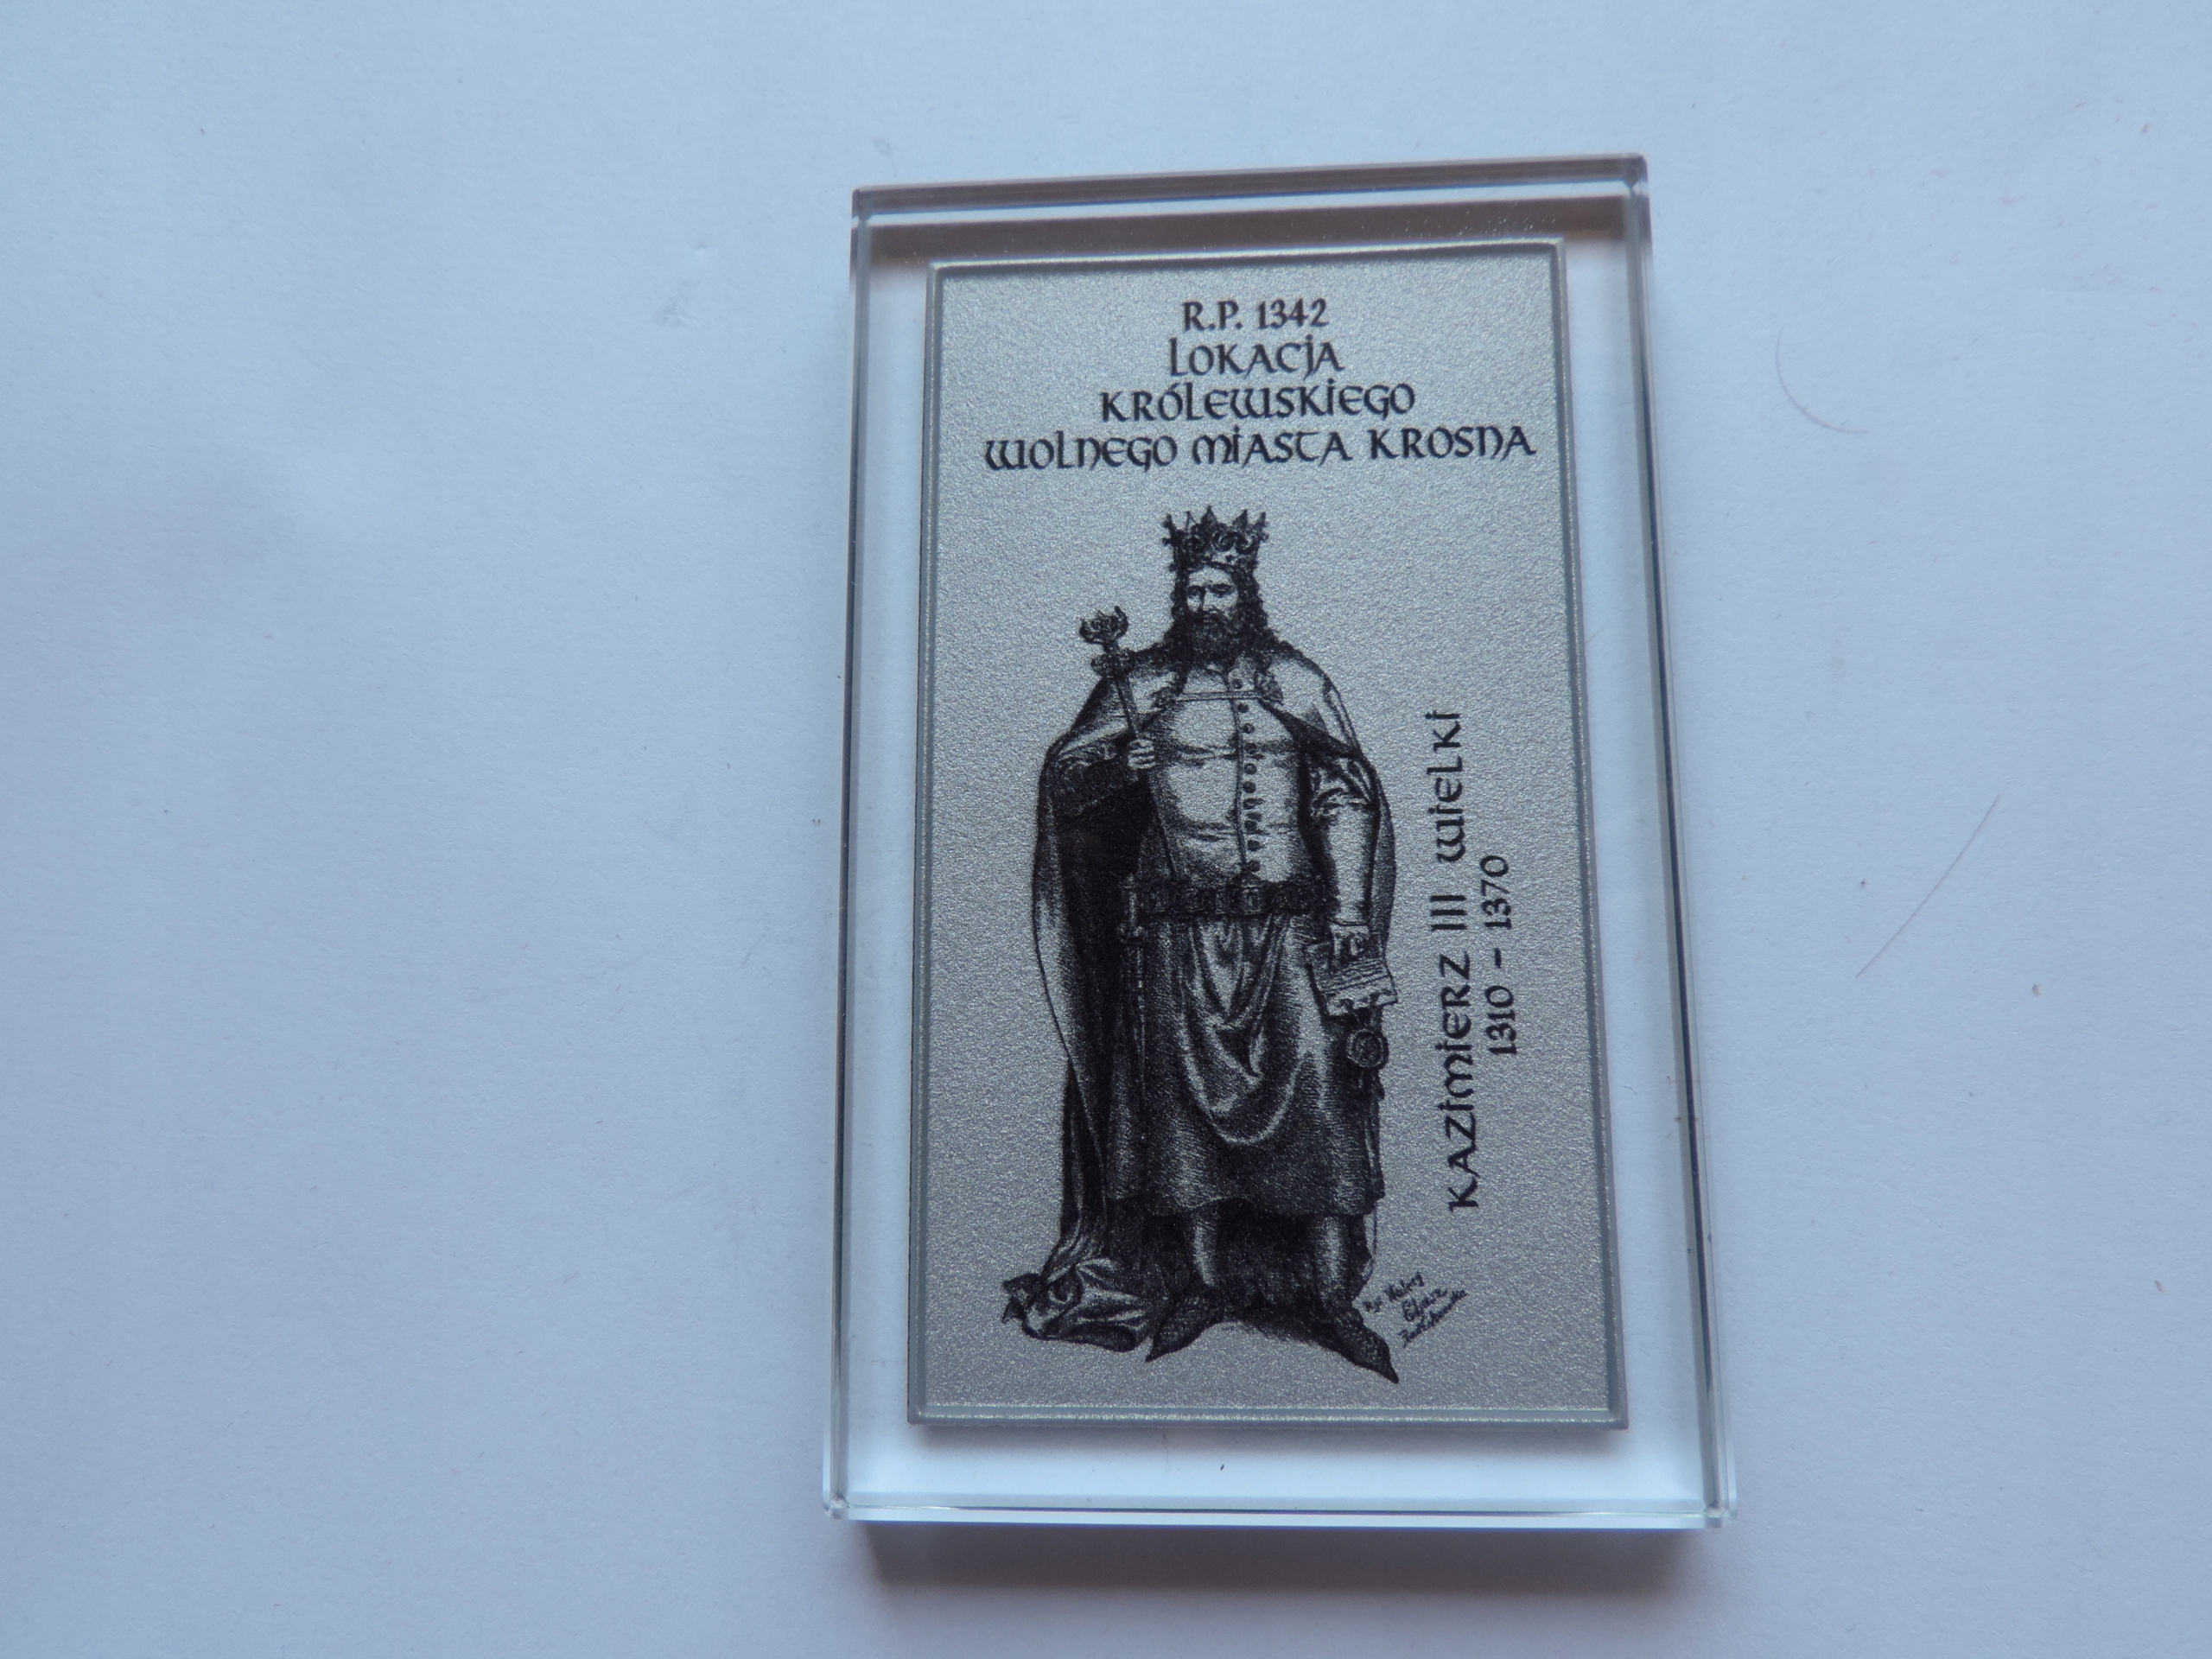 R.P. 1342
LOKACJA
KRÓLEWSKIEGO
WOLNEGO MIASTA KROSNA
KAZIMIERZ III WIELKI
1310 - 1370